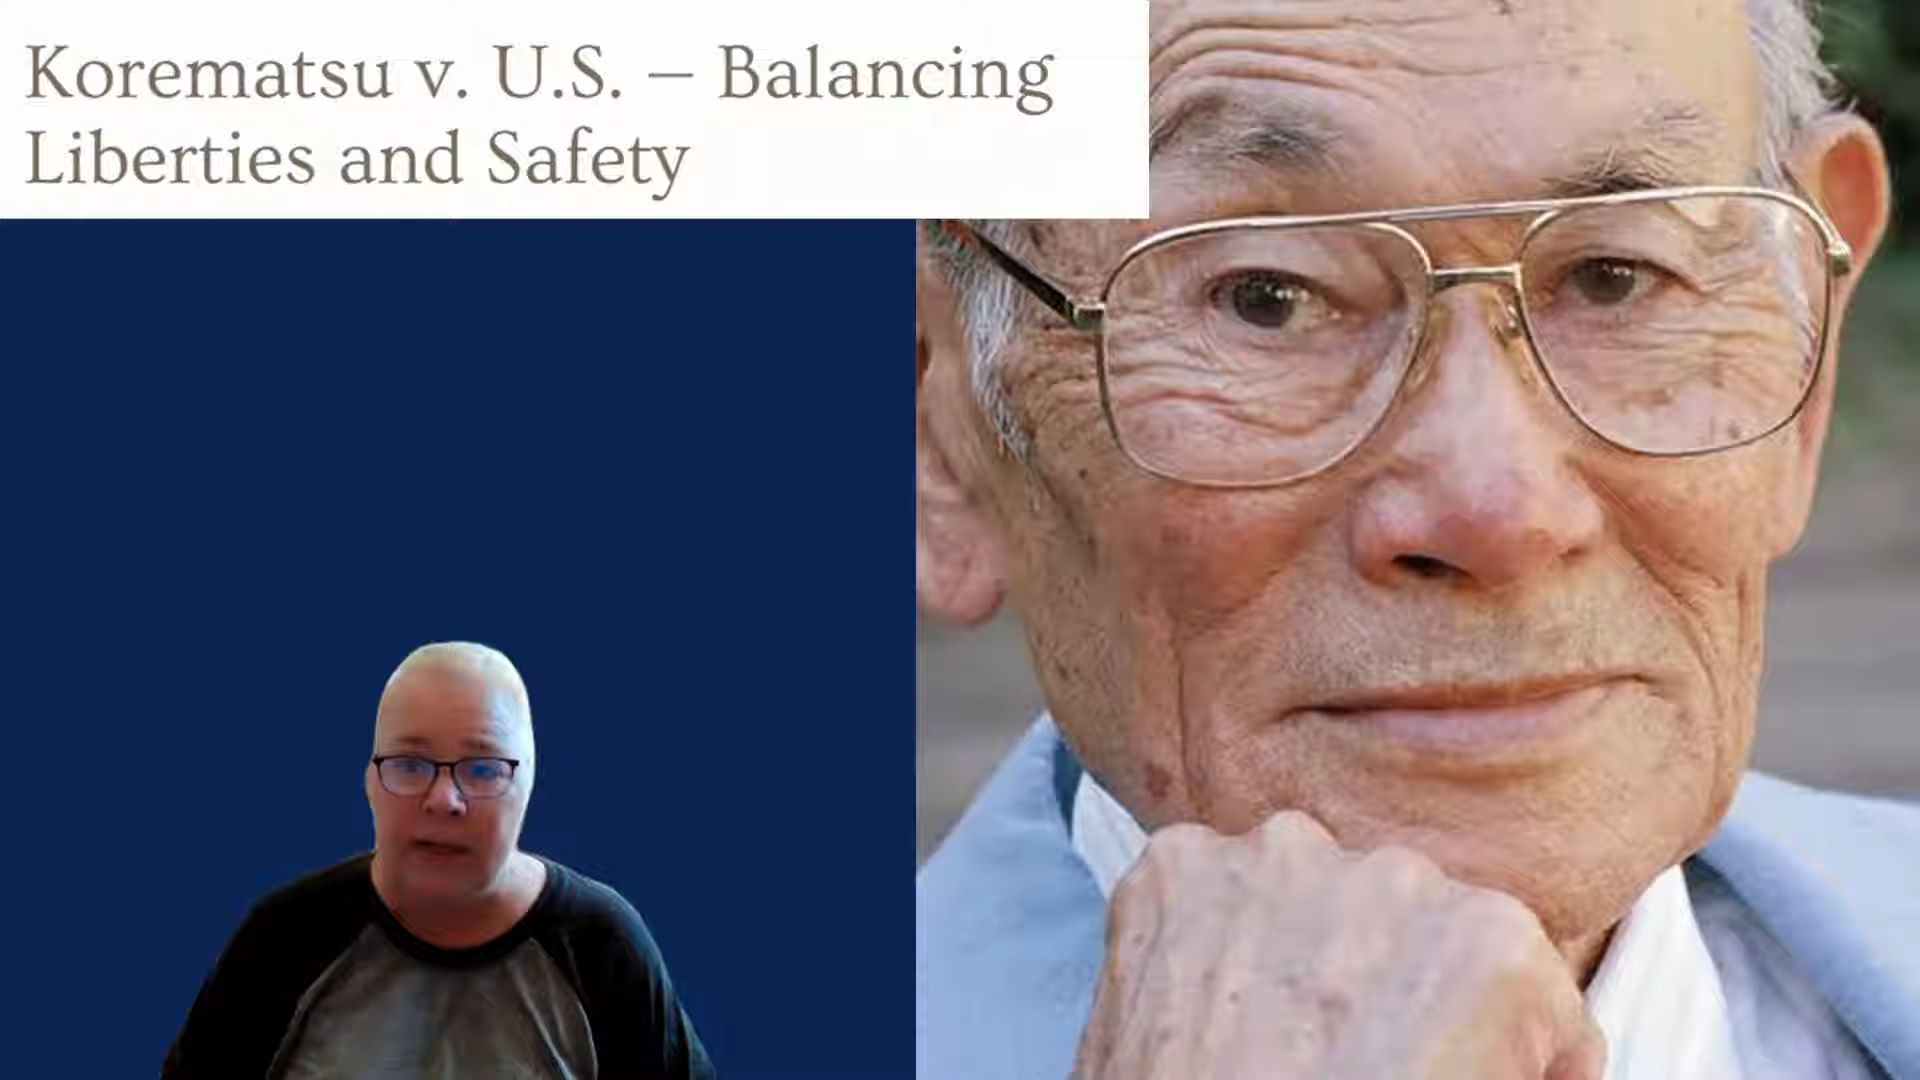 Korematsu v. U.S. – Balancing
Liberties and Safety